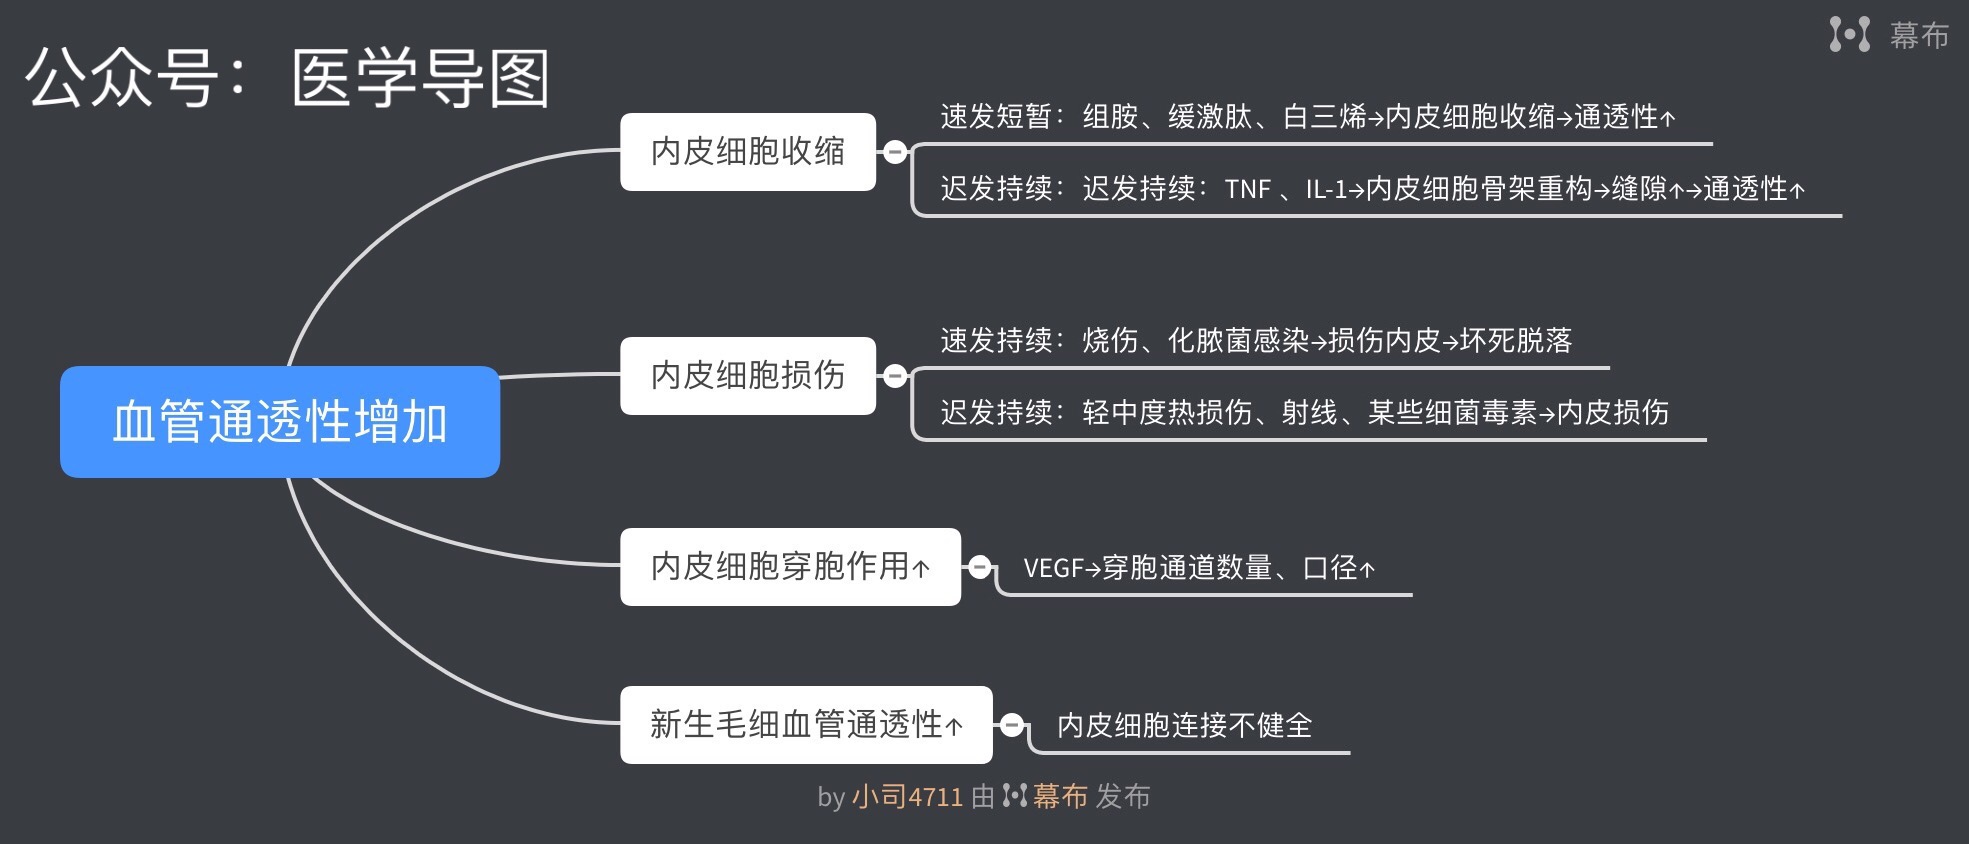 幕布
公众号：医学导图
血管通透性增加
内皮细胞收缩
速发短暂：组胺、缓激肽、白三烯→内皮细胞收缩→通透性↑
迟发持续：迟发持续：TNF 、IL-1→内皮细胞骨架重构→缝隙↑→通透性↑
内皮细胞损伤
速发持续：烧伤、化脓菌感染→损伤内皮→坏死脱落
迟发持续：轻中度热损伤、射线、某些细菌毒素→内皮损伤
内皮细胞穿胞作用↑
VEGF→穿胞通道数量、口径↑
新生毛细血管通透性↑
内皮细胞连接不健全
by 小司4711 由 幕布 发布